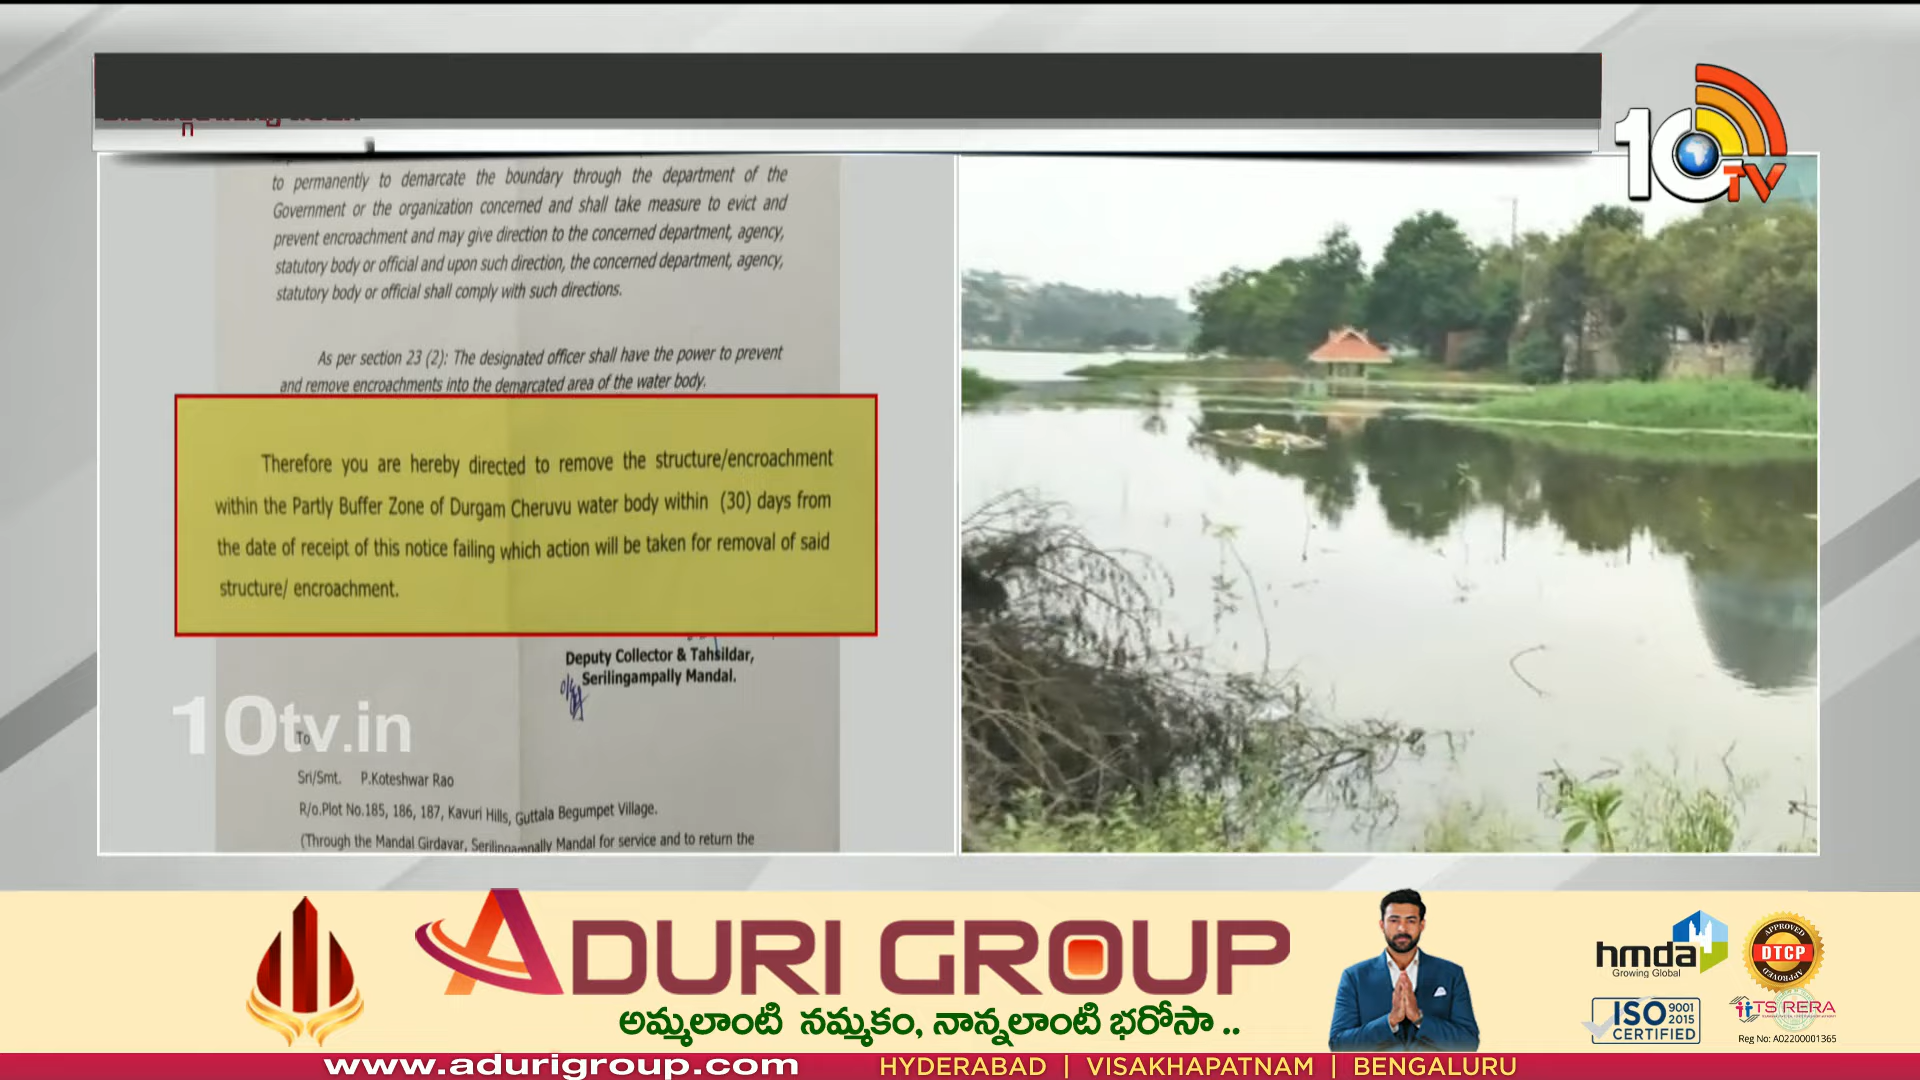 10TV
to permanently to demarcate the boundary through the department of the
Government or the organization concerned and shall take measure to evict and
prevent encroachment and may give direction to the concerned department, agency,
statutory body or official and upon such direction, the concerned department, agency,
statutory body or official shall comply with such directions.
As per section 23 (2): The designated officer shall have the power to prevent
and remove encroachments into the demarcated area of the water body.
Therefore you are hereby directed to remove the structure/encroachment
within the Partly Buffer Zone of Durgam Cheruvu water body within (30) days from
the date of receipt of this notice failing which action will be taken for removal of said
structure/ encroachment.
Deputy Collector & Tahsildar,
Serilingampally Mandal.
10tv.in
To
Sri/Smt. P.Koteshwar Rao
R/o.Plot No.185, 186, 187, Kavuri Hills, Guttala Begumpet Village.
(Through the Mandal Girdavar, Serilingampally Mandal for service and to return the
ADURI GROUP
అమ్మలాంటి నమ్మకం, నాన్నలాంటి భరోసా ..
hmda
Growing Global
APPROVED
DTCP
APPROVED
ISO 9001 2015
CERTIFIED
TS RERA
Reg No: A02200001365
www.adurigroup.com
HYDERABAD | VISAKHAPATNAM | BENGALURU